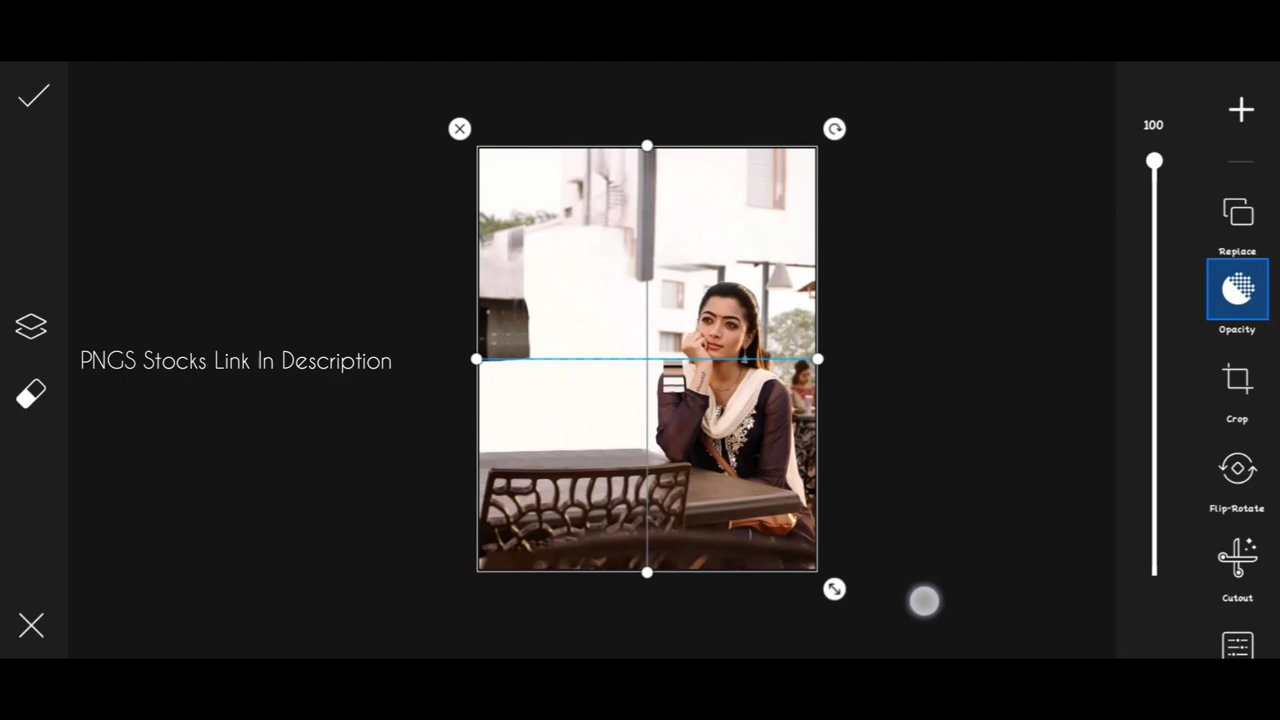 100
Replace
Opacity
PNGS Stocks Link In Description
Crop
Flip-Rotate
Cutout